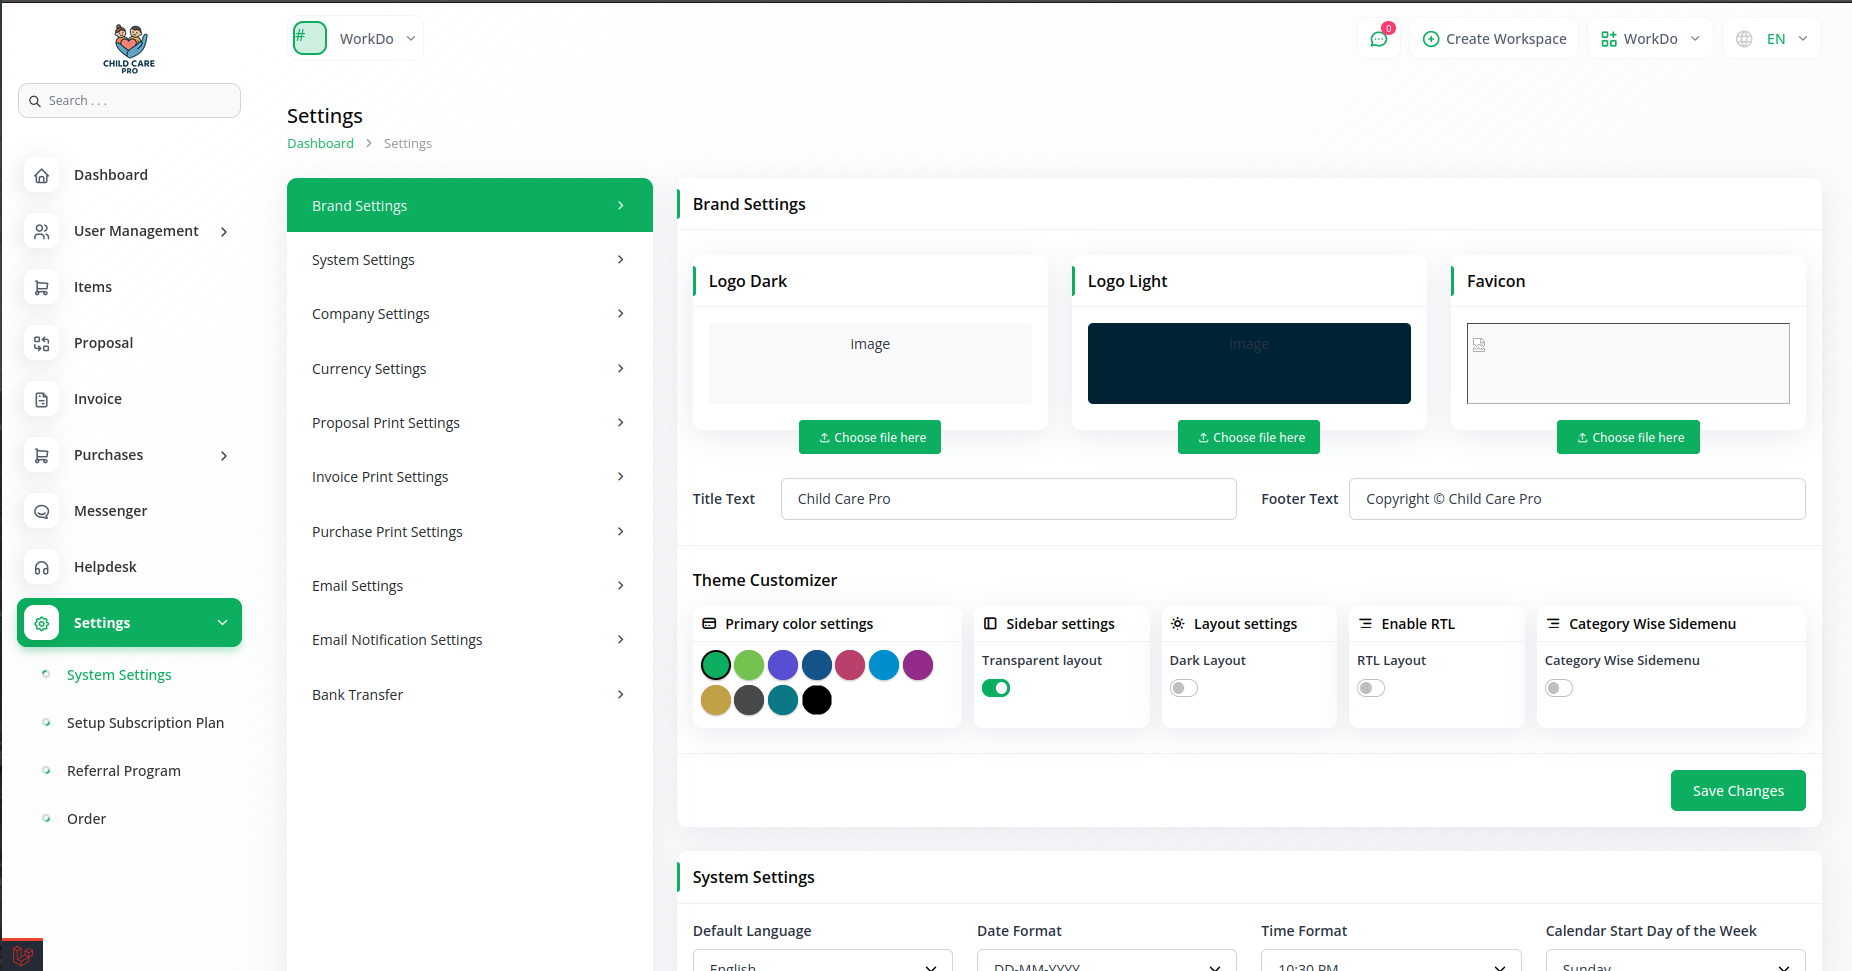 CHILD CARE
PRO
Search . . .
Dashboard
User Management
Items
Proposal
Invoice
Purchases
Messenger
Helpdesk
Settings
System Settings
Setup Subscription Plan
Referral Program
Order
#
WorkDo
0
Create Workspace
WorkDo
EN
Settings
Dashboard > Settings
Brand Settings
System Settings
Company Settings
Currency Settings
Proposal Print Settings
Invoice Print Settings
Purchase Print Settings
Email Settings
Email Notification Settings
Bank Transfer
Brand Settings
Logo Dark
image
Choose file here
Logo Light
image
Choose file here
Favicon
Choose file here
Title Text
Child Care Pro
Footer Text
Copyright © Child Care Pro
Theme Customizer
Primary color settings
Sidebar settings
Transparent layout
Layout settings
Dark Layout
Enable RTL
RTL Layout
Category Wise Sidemenu
Category Wise Sidemenu
Save Changes
System Settings
Default Language
English
Date Format
DD-MM-YYYY
Time Format
10:30 PM
Calendar Start Day of the Week
Sunday